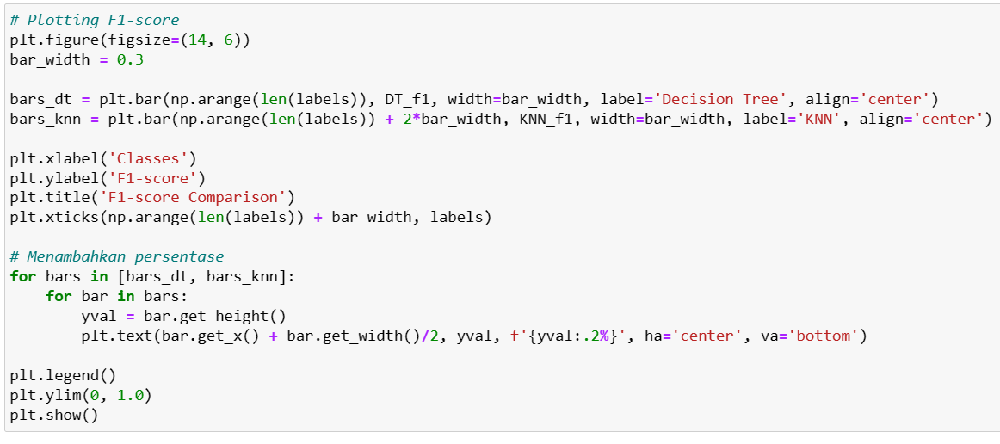 # Plotting F1-score
plt.figure(figsize=(14, 6))
bar_width = 0.3
bars_dt = plt.bar(np.arange(len(labels)), DT_f1, width=bar_width, label='Decision Tree', align='center')
bars_knn = plt.bar(np.arange(len(labels)) + 2*bar_width, KNN_f1, width=bar_width, label='KNN', align='center')
plt.xlabel('Classes')
plt.ylabel('F1-score')
plt.title('F1-score Comparison')
plt.xticks(np.arange(len(labels)) + bar_width, labels)
# Menambahkan persentase
for bars in [bars_dt, bars_knn]:
    for bar in bars:
        yval = bar.get_height()
        plt.text(bar.get_x() + bar.get_width()/2, yval, f'{yval:.2%}', ha='center', va='bottom')
plt.legend()
plt.ylim(0, 1.0)
plt.show()